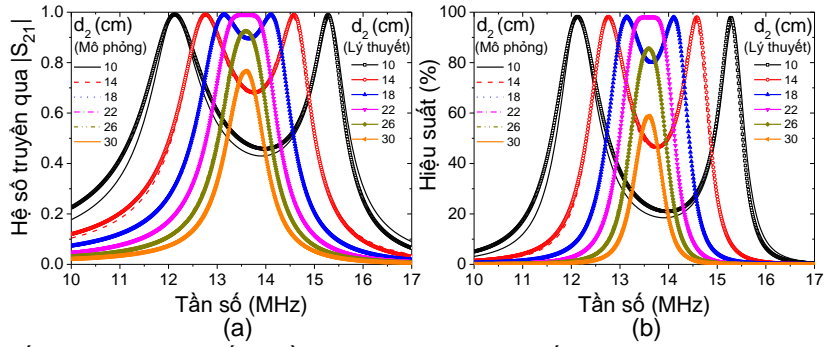 Hệ số truyền qua |S21|
1.0
0.8
0.6
0.4
0.2
0.0
d2 (cm)
(Mô phỏng)
10
14
18
22
26
30
d2 (cm)
(Lý thuyết)
10
14
18
22
26
30
10 11 12 13 14 15 16 17
Tần số (MHz)
(a)
Hiệu suất (%)
100
80
60
40
20
0
d2 (cm)
(Mô phỏng)
10
14
18
22
26
30
d2 (cm)
(Lý thuyết)
10
14
18
22
26
30
10 11 12 13 14 15 16 17
Tần số (MHz)
(b)